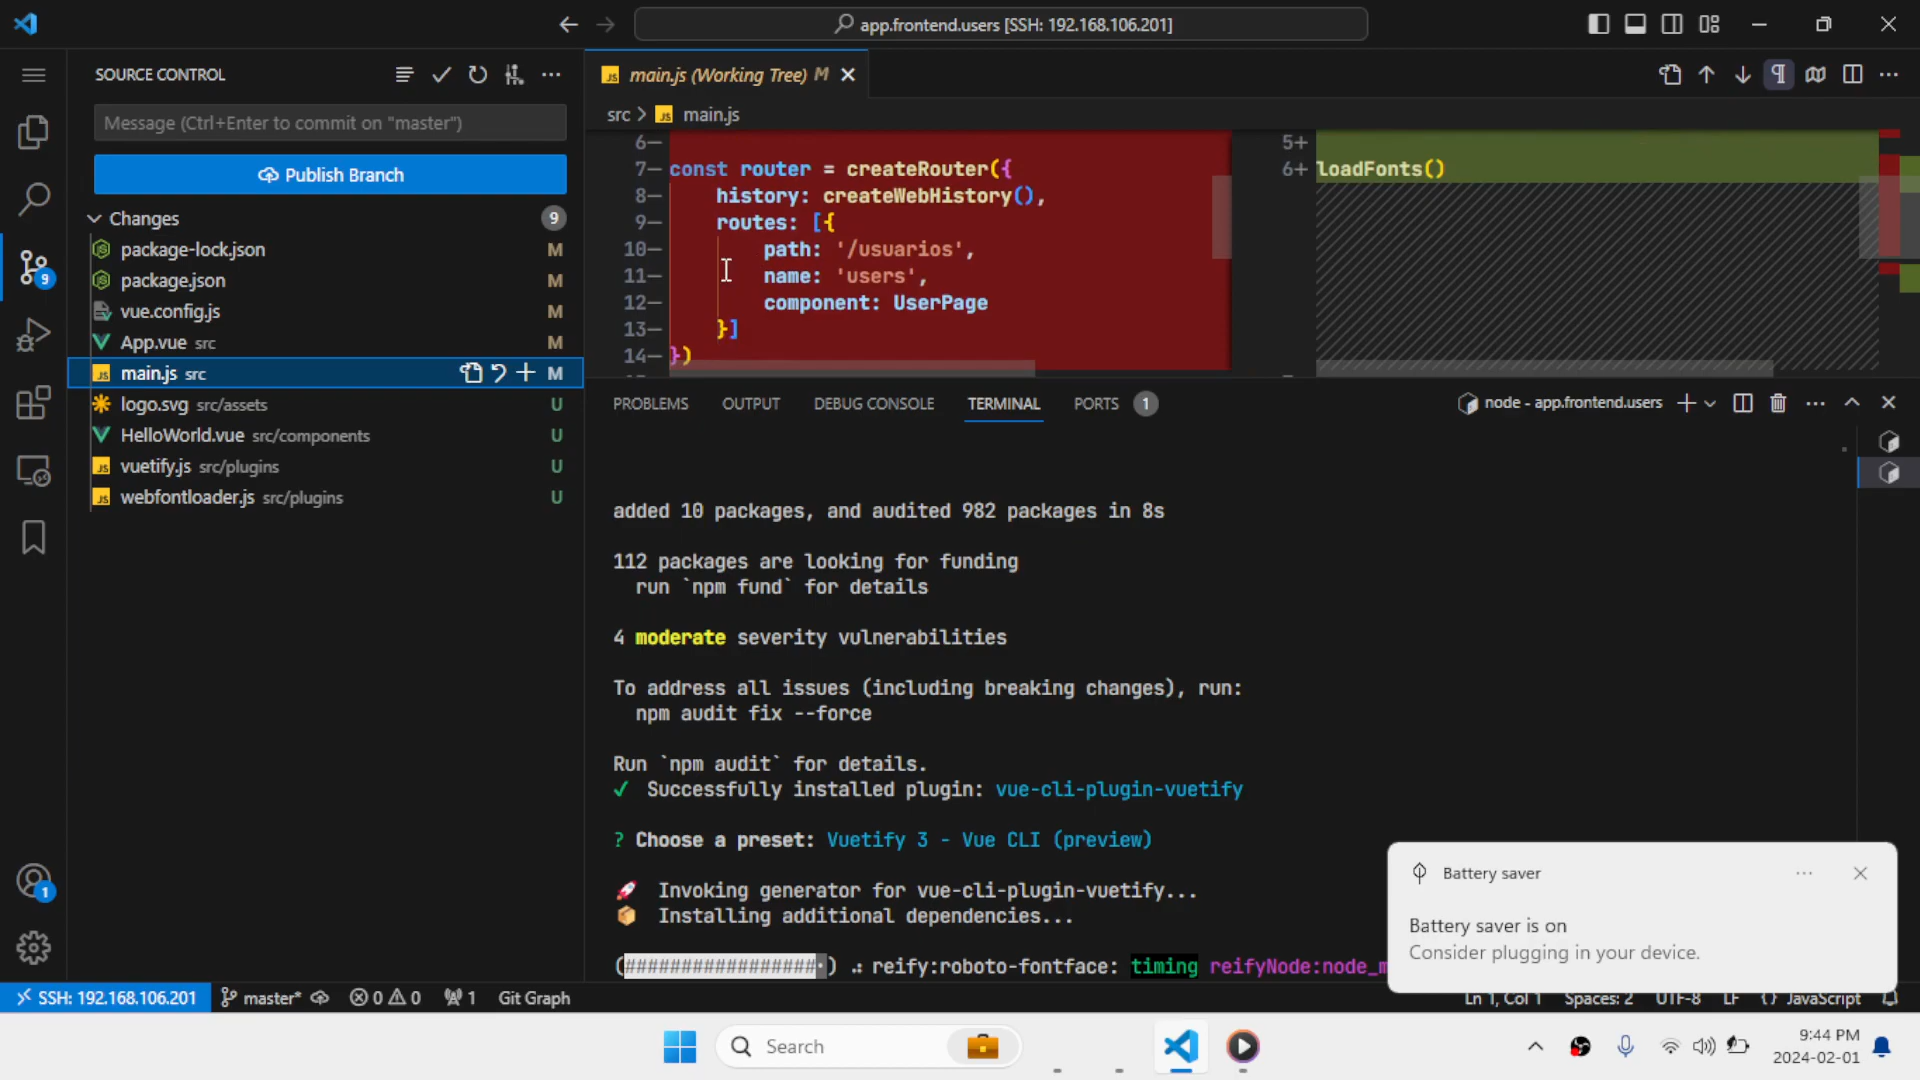 app.frontend.users [SSH: 192.168.106.201]
SOURCE CONTROL
Message (Ctrl+Enter to commit on "master")
Publish Branch
Changes 9
package-lock.json M
package.json M
vue.config.js M
App.vue src M
main.js src M
logo.svg src/assets U
HelloWorld.vue src/components U
vuetify.js src/plugins U
webfontloader.js src/plugins U
9
1
main.js (Working Tree) M
src > main.js
6—
7— const router = createRouter({
8— history: createWebHistory(),
9— routes: [{
10— path: '/usuarios',
11— name: 'users',
12— component: UserPage
13— }]
14— })
5+
6+ loadFonts()
PROBLEMS OUTPUT DEBUG CONSOLE TERMINAL PORTS 1
node - app.frontend.users
added 10 packages, and audited 982 packages in 8s
112 packages are looking for funding
run `npm fund` for details
4 moderate severity vulnerabilities
To address all issues (including breaking changes), run:
npm audit fix --force
Run `npm audit` for details.
✓ Successfully installed plugin: vue-cli-plugin-vuetify
? Choose a preset: Vuetify 3 - Vue CLI (preview)
🚀 Invoking generator for vue-cli-plugin-vuetify...
📦 Installing additional dependencies...
(#################⠂) ⠴ reify:roboto-fontface: timing reifyNode:node_m
Battery saver
Battery saver is on
Consider plugging in your device.
SSH: 192.168.106.201 master* 0 0 1 Git Graph
Ln 1, Col 1 Spaces: 2 UTF-8 LF {} JavaScript
Search
9:44 PM
2024-02-01